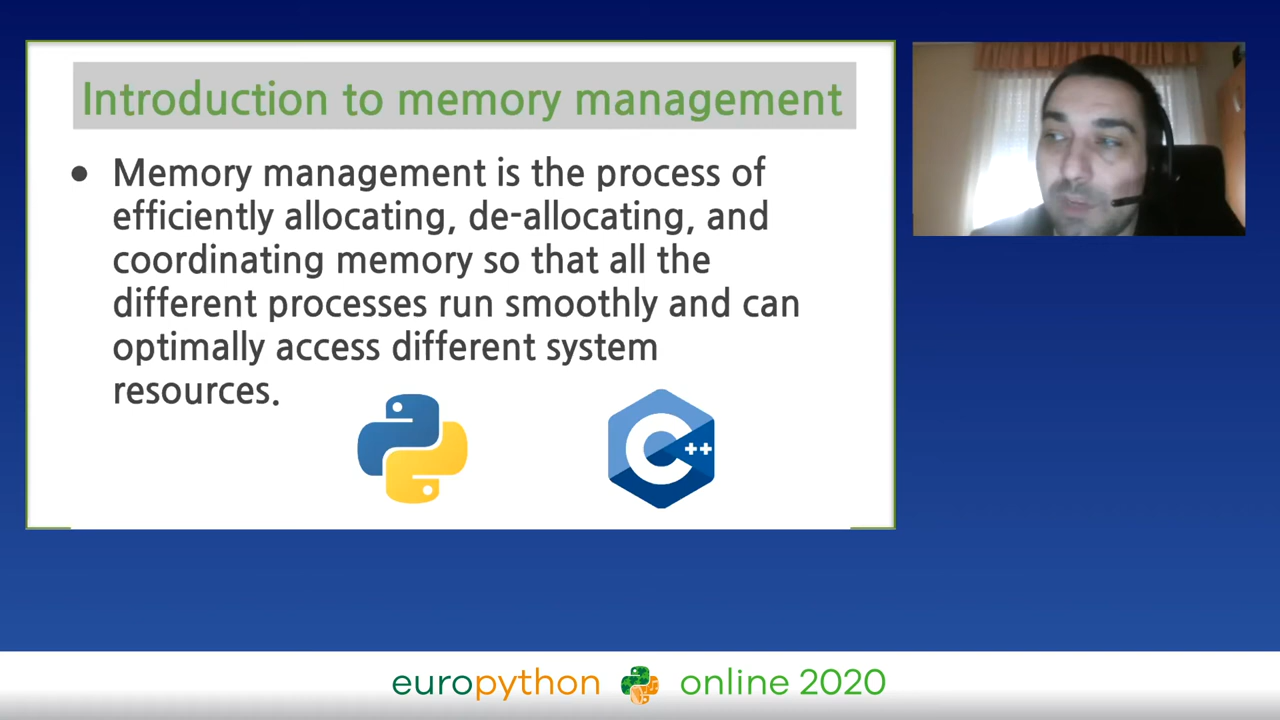 Introduction to memory management
● Memory management is the process of
efficiently allocating, de-allocating, and
coordinating memory so that all the
different processes run smoothly and can
optimally access different system
resources.
C++
europython online 2020